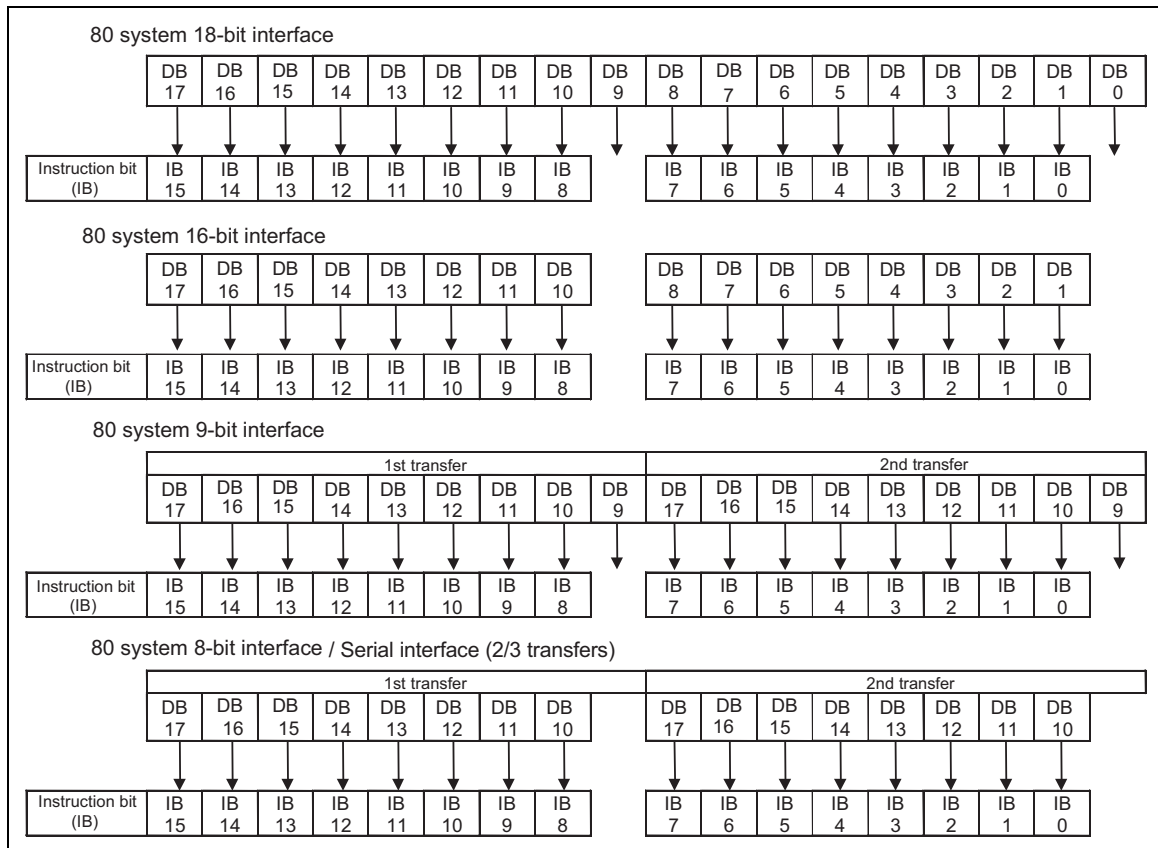 80 system 18-bit interface
DB DB DB DB DB DB DB DB DB DB DB DB DB DB DB DB DB DB
17 16 15 14 13 12 11 10 9 8 7 6 5 4 3 2 1 0
Instruction bit IB IB IB IB IB IB IB IB IB IB IB IB IB IB IB IB
(IB) 15 14 13 12 11 10 9 8 7 6 5 4 3 2 1 0
80 system 16-bit interface
DB DB DB DB DB DB DB DB DB DB DB DB DB DB DB DB
17 16 15 14 13 12 11 10 8 7 6 5 4 3 2 1
Instruction bit IB IB IB IB IB IB IB IB IB IB IB IB IB IB IB IB
(IB) 15 14 13 12 11 10 9 8 7 6 5 4 3 2 1 0
80 system 9-bit interface
1st transfer 2nd transfer
DB DB DB DB DB DB DB DB DB DB DB DB DB DB DB DB DB DB
17 16 15 14 13 12 11 10 9 17 16 15 14 13 12 11 10 9
Instruction bit IB IB IB IB IB IB IB IB IB IB IB IB IB IB IB IB
(IB) 15 14 13 12 11 10 9 8 7 6 5 4 3 2 1 0
80 system 8-bit interface / Serial interface (2/3 transfers)
1st transfer 2nd transfer
DB DB DB DB DB DB DB DB DB DB DB DB DB DB DB DB
17 16 15 14 13 12 11 10 17 16 15 14 13 12 11 10
Instruction bit IB IB IB IB IB IB IB IB IB IB IB IB IB IB IB IB
(IB) 15 14 13 12 11 10 9 8 7 6 5 4 3 2 1 0